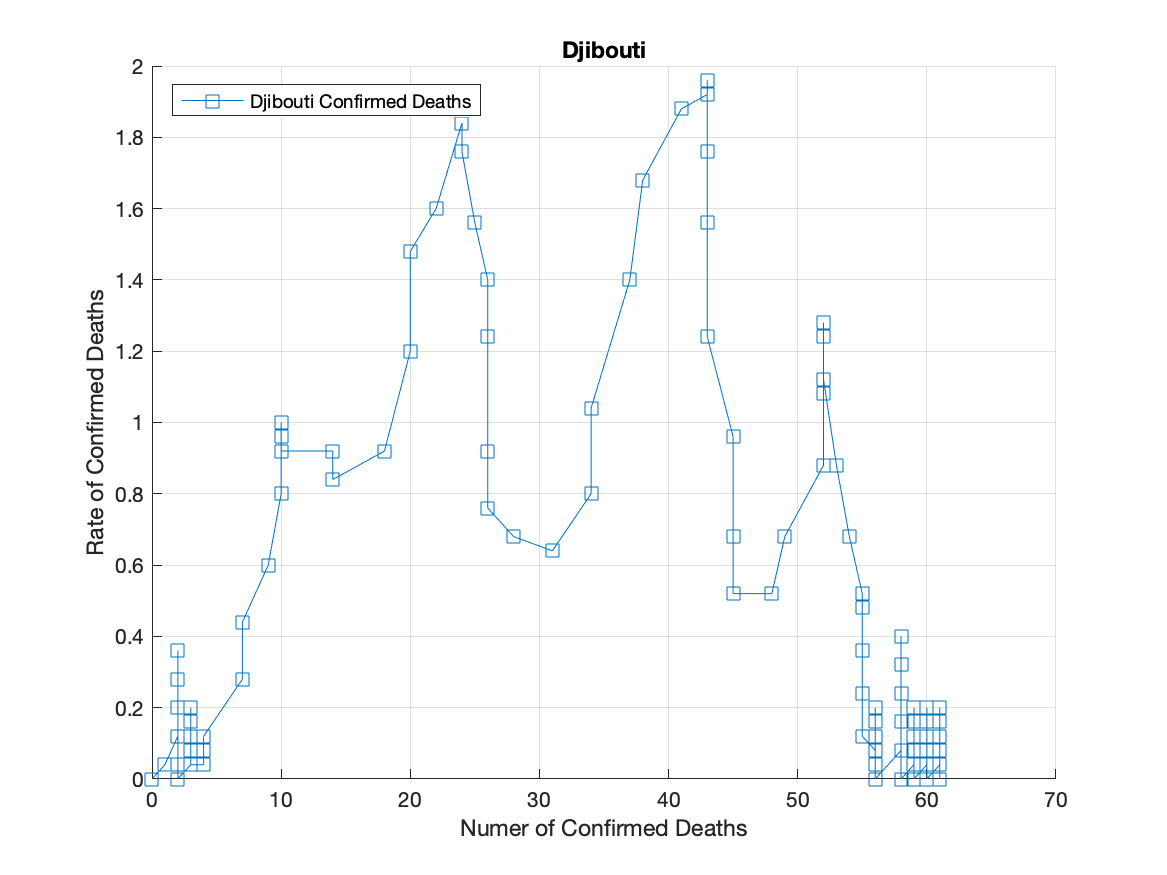 Djibouti
Djibouti Confirmed Deaths
2
1.8
1.6
1.4
1.2
1
0.8
0.6
0.4
0.2
0
Rate of Confirmed Deaths
0 10 20 30 40 50 60 70
Numer of Confirmed Deaths